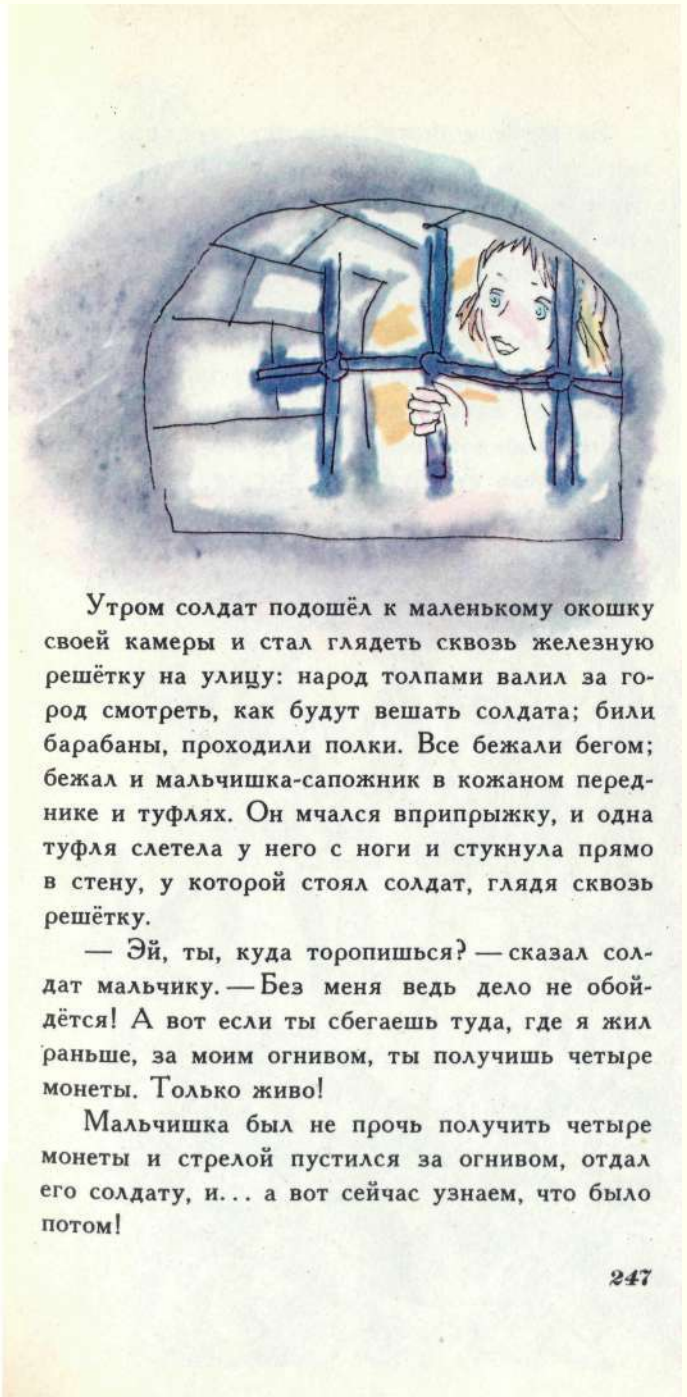 Утром солдат подошёл к маленькому окошку
своей камеры и стал глядеть сквозь железную
решётку на улицу: народ толпами валил за го-
род смотреть, как будут вешать солдата; били
барабаны, проходили полки. Все бежали бегом;
бежал и мальчишка-сапожник в кожаном перед-
нике и туфлях. Он мчался вприпрыжку, и одна
туфля слетела у него с ноги и стукнула прямо
в стену, у которой стоял солдат, глядя сквозь
решётку.
— Эй, ты, куда торопишься? — сказал сол-
дат мальчику. — Без меня ведь дело не обой-
дётся! А вот если ты сбегаешь туда, где я жил
раньше, за моим огнивом, ты получишь четыре
монеты. Только живо!
Мальчишка был не прочь получить четыре
монеты и стрелой пустился за огнивом, отдал
его солдату, и... а вот сейчас узнаем, что было
потом!
247